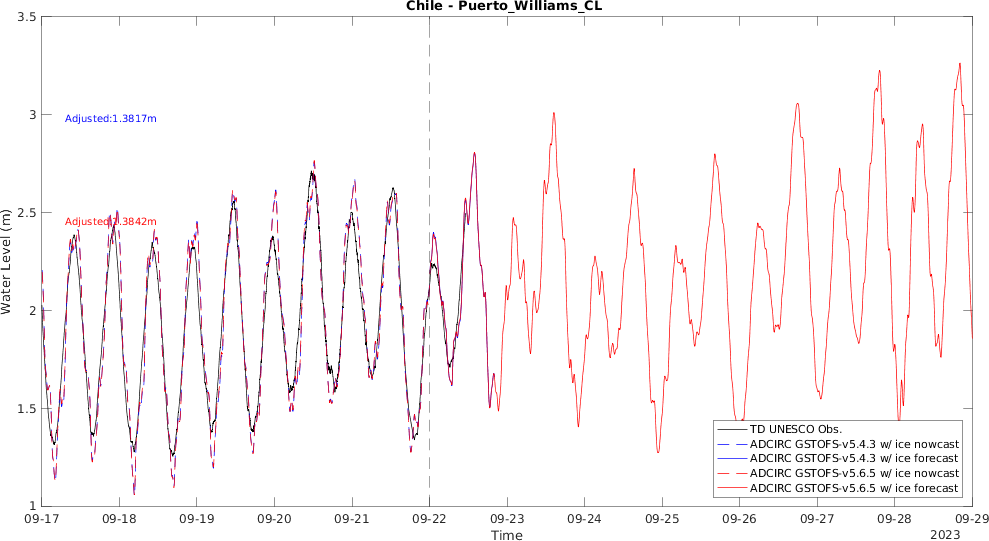 Chile - Puerto_Williams_CL
3.5
3
2.5
2
1.5
1
Water Level (m)
Adjusted:1.3817m
Adjusted:1.3842m
TD UNESCO Obs.
ADCIRC GSTOFS-v5.4.3 w/ ice nowcast
ADCIRC GSTOFS-v5.4.3 w/ ice forecast
ADCIRC GSTOFS-v5.6.5 w/ ice nowcast
ADCIRC GSTOFS-v5.6.5 w/ ice forecast
09-17 09-18 09-19 09-20 09-21 09-22 09-23 09-24 09-25 09-26 09-27 09-28 09-29
Time
2023